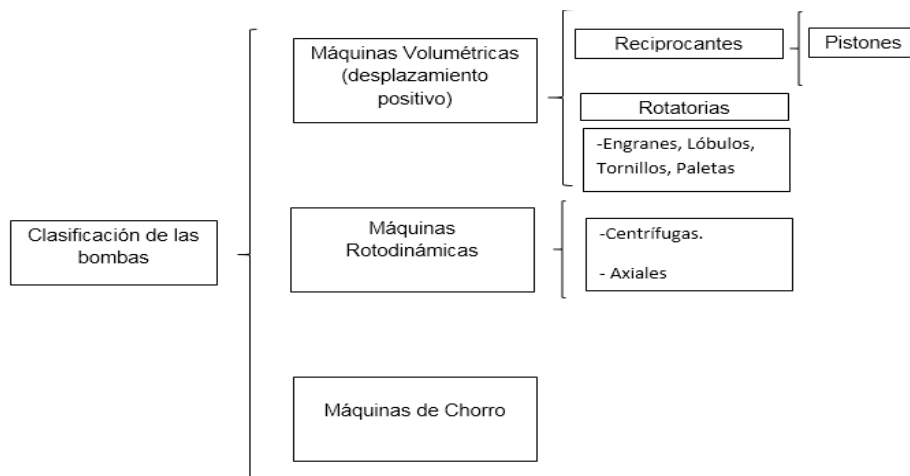 Clasificación de las
bombas
Máquinas Volumétricas
(desplazamiento
positivo)
Reciprocantes
Pistones
Rotatorias
-Engranes, Lóbulos,
Tornillos, Paletas
Máquinas
Rotodinámicas
-Centrífugas.
- Axiales
Máquinas de Chorro